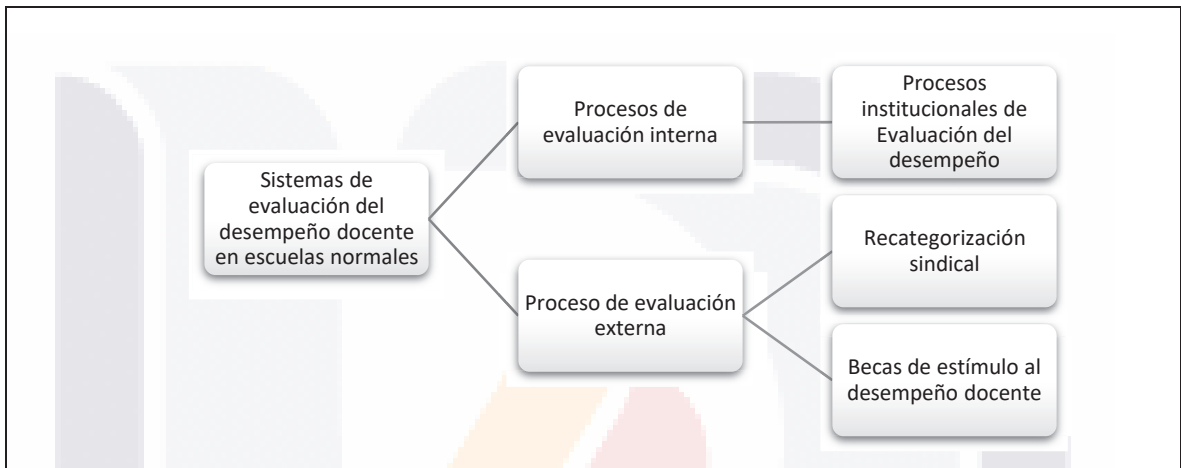 Sistemas de
evaluación del
desempeño docente
en escuelas normales
Procesos de
evaluación interna
Procesos
institucionales de
Evaluación del
desempeño
Proceso de evaluación
externa
Recategorización
sindical
Becas de estímulo al
desempeño docente